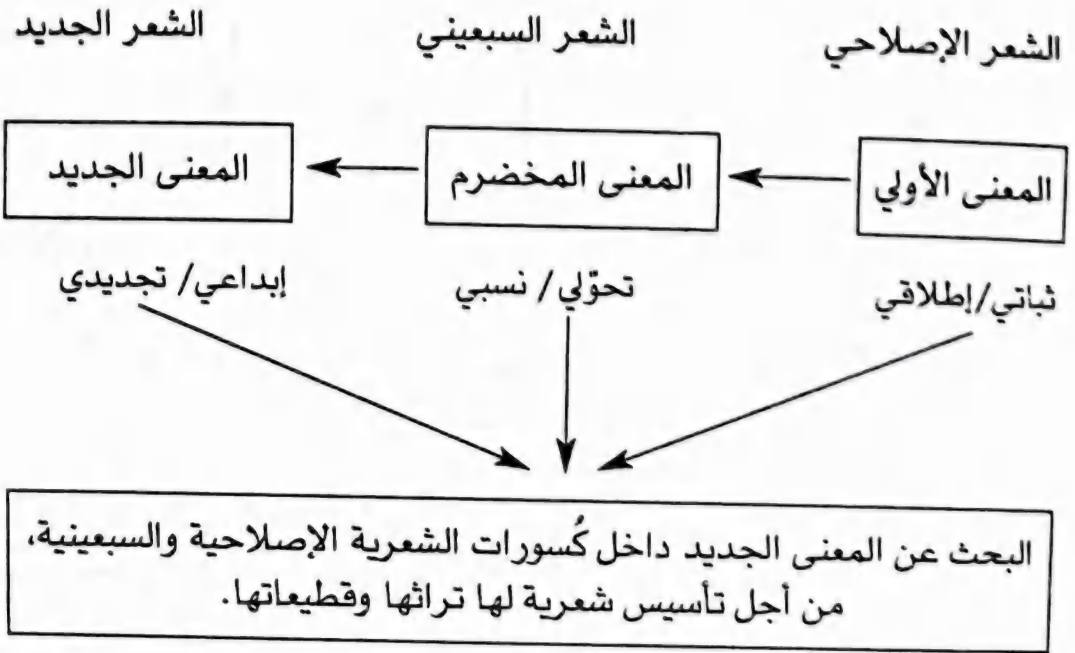 الشعر الإصلاحي
الشعر السبعيني
الشعر الجديد
المعنى الأولي
المعنى المخضرم
المعنى الجديد
ثباتي/إطلاقي
تحوّلي/ نسبي
إبداعي/ تجديدي
البحث عن المعنى الجديد داخل كُسورات الشعرية الإصلاحية والسبعينية،
من أجل تأسيس شعرية لها تراثها وقطيعاتها.